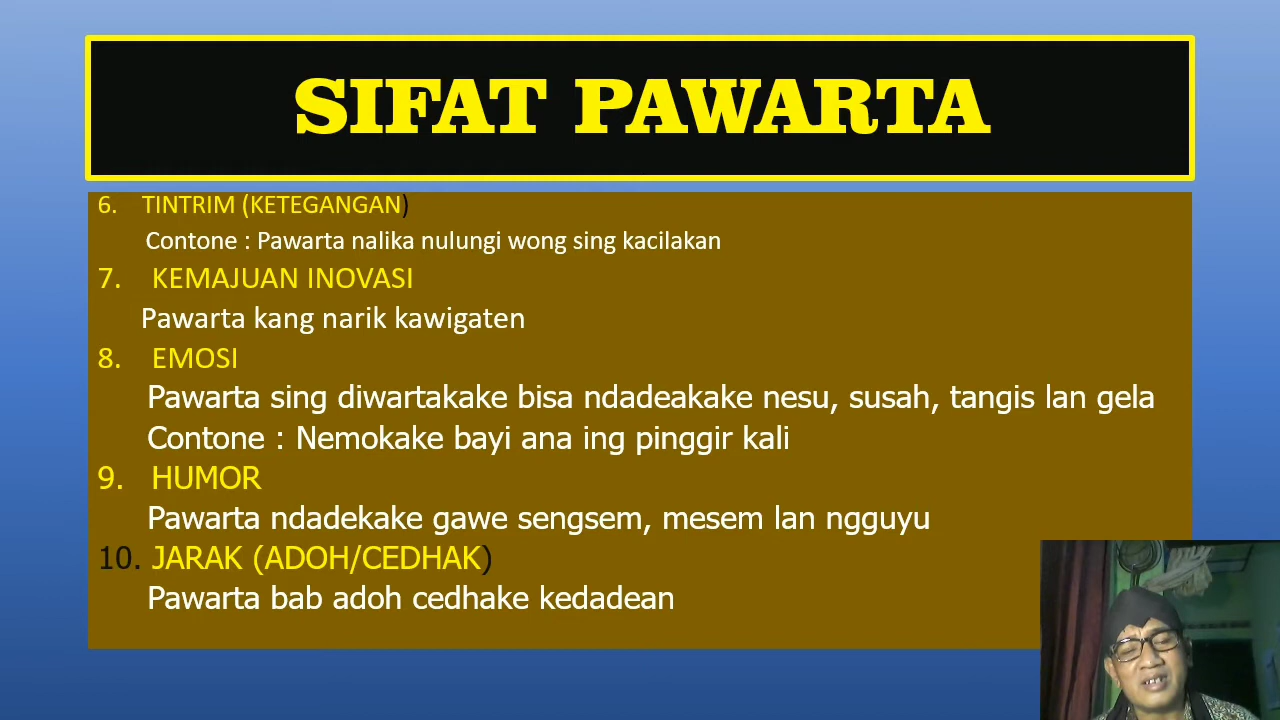 SIFAT PAWARTA
6. TINTRIM (KETEGANGAN)
Contone : Pawarta nalika nulungi wong sing kacilakan
7. KEMAJUAN INOVASI
Pawarta kang narik kawigaten
8. EMOSI
Pawarta sing diwartakake bisa ndadeakake nesu, susah, tangis lan gela
Contone : Nemokake bayi ana ing pinggir kali
9. HUMOR
Pawarta ndadekake gawe sengsem, mesem lan ngguyu
10. JARAK (ADOH/CEDHAK)
Pawarta bab adoh cedhake kedadean